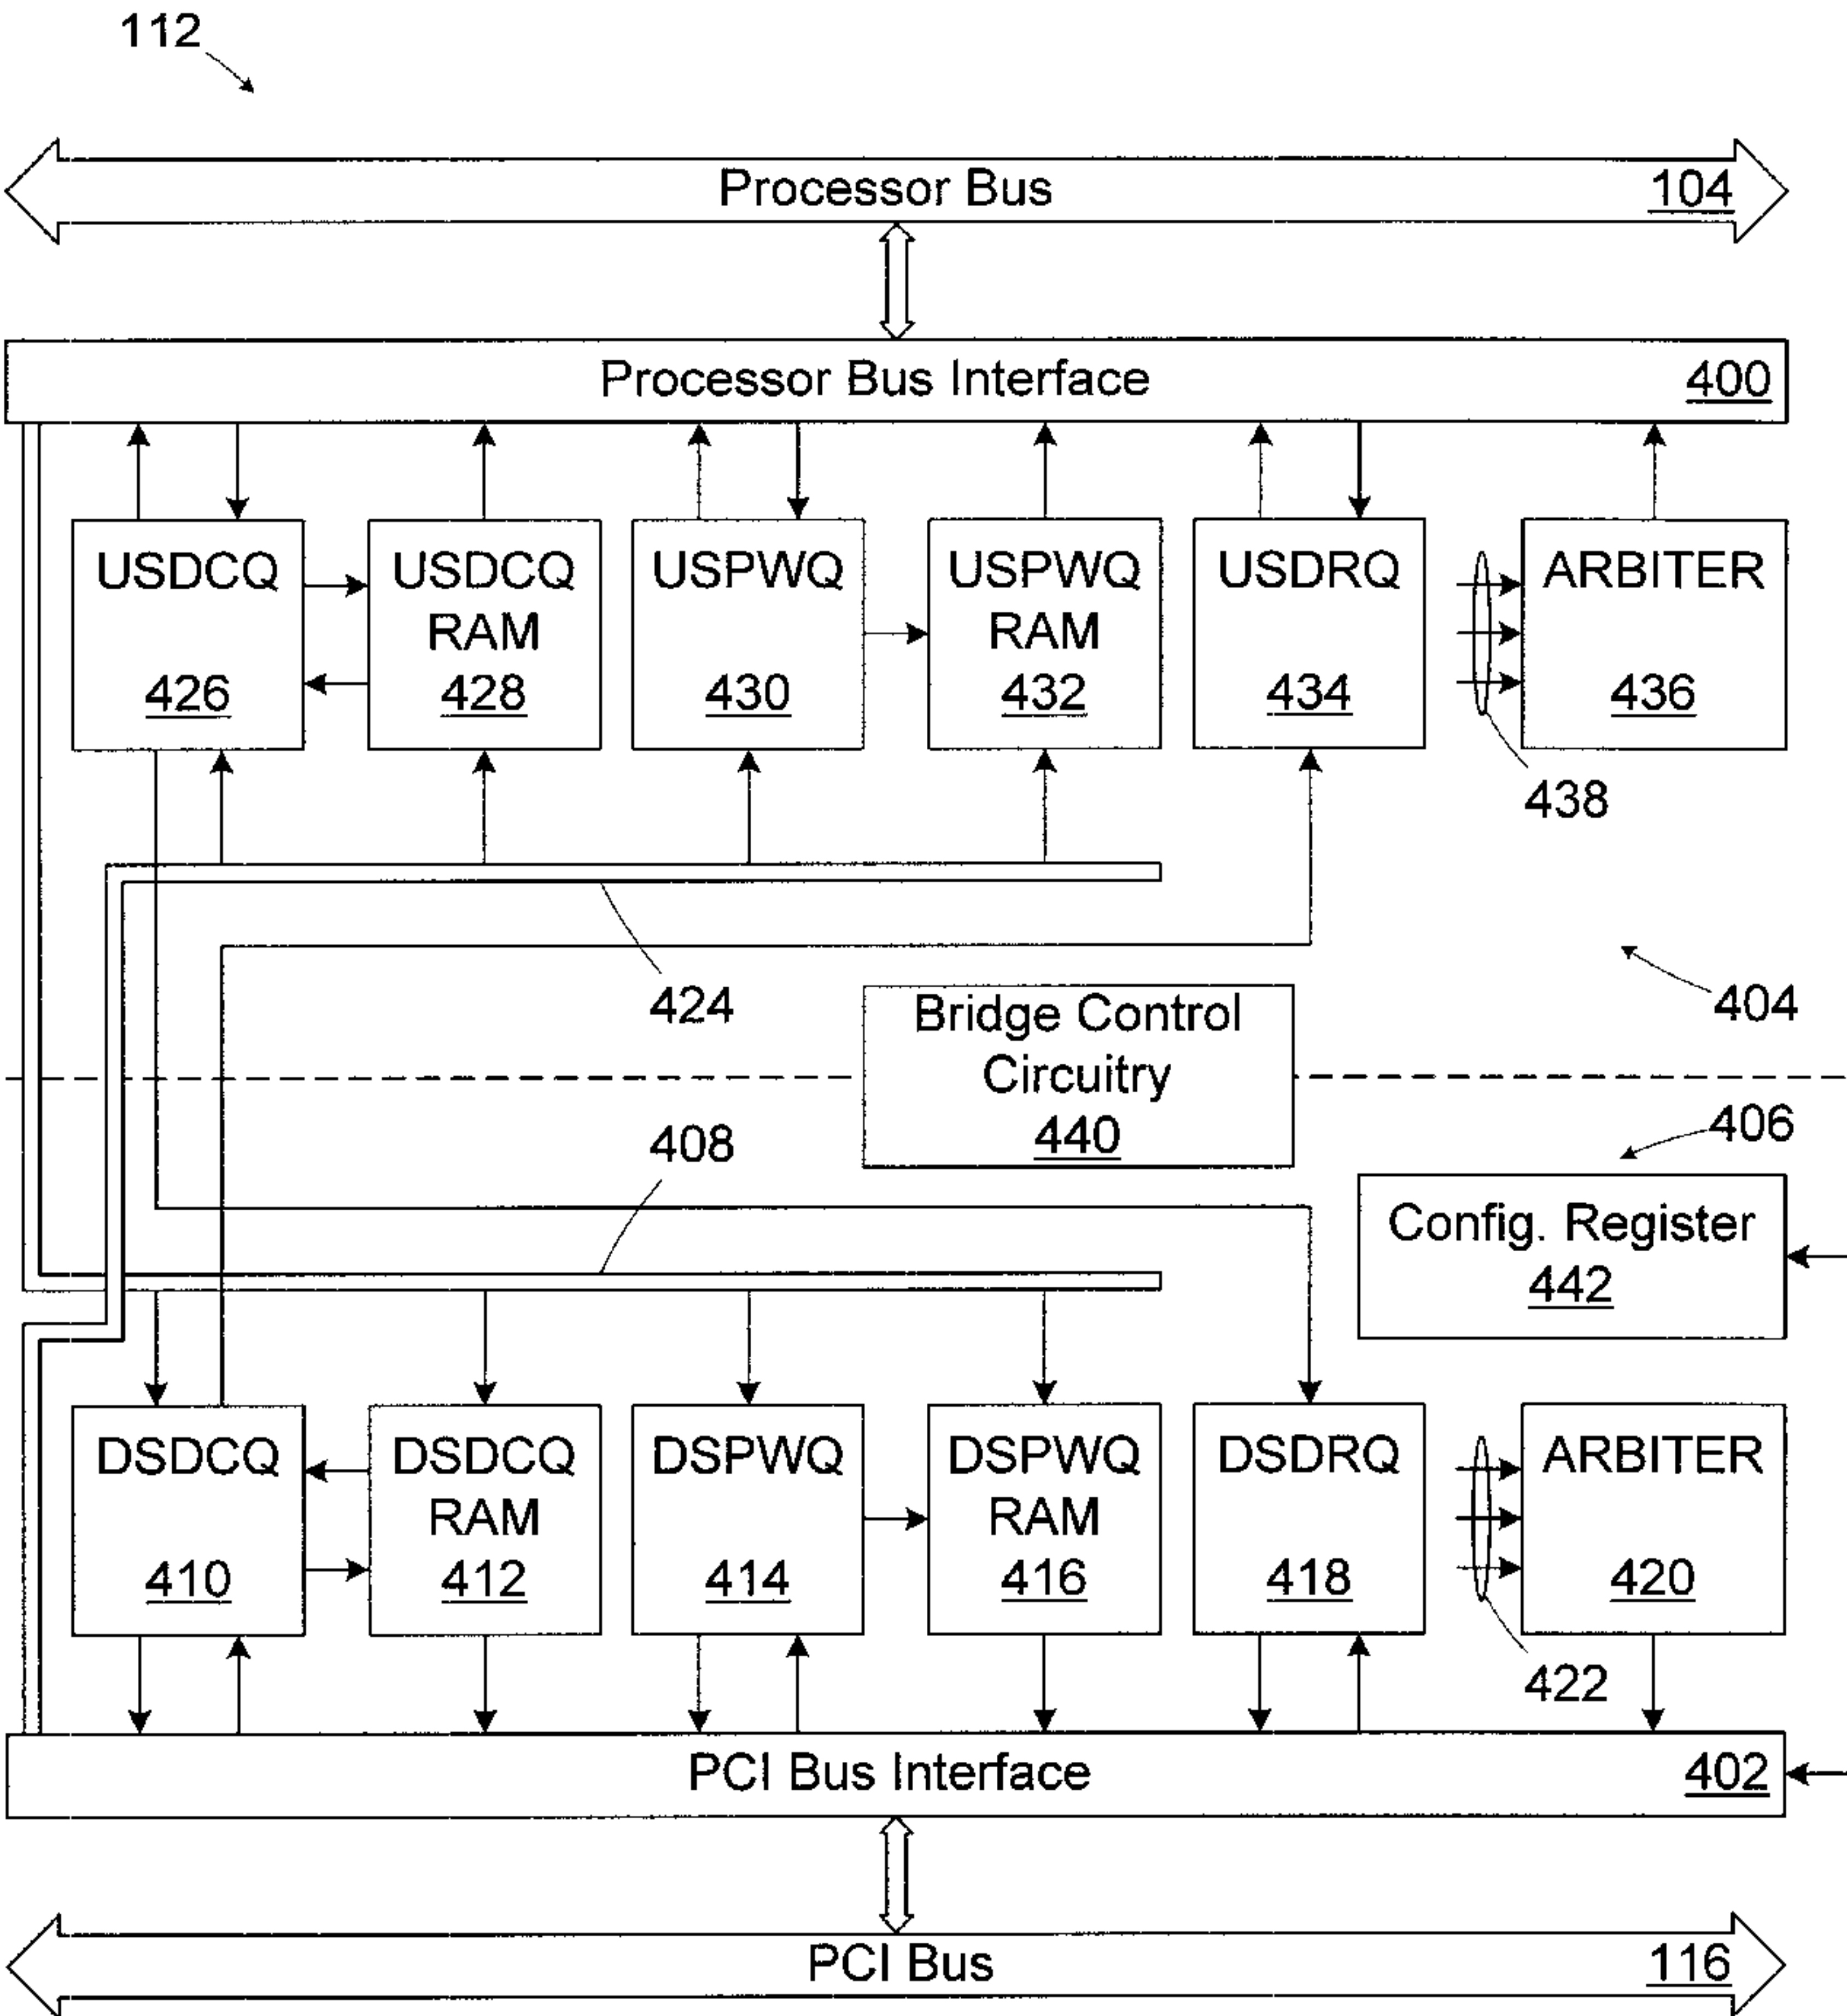 112
Processor Bus 104
Processor Bus Interface 400
USDCQ
426
USDCQ
RAM
428
USPWQ
430
USPWQ
RAM
432
USDRQ
434
ARBITER
436
438
424
404
Bridge Control
Circuitry
440
408
406
Config. Register
442
DSDCQ
410
DSDCQ
RAM
412
DSPWQ
414
DSPWQ
RAM
416
DSDRQ
418
ARBITER
420
422
PCI Bus Interface 402
PCI Bus 116